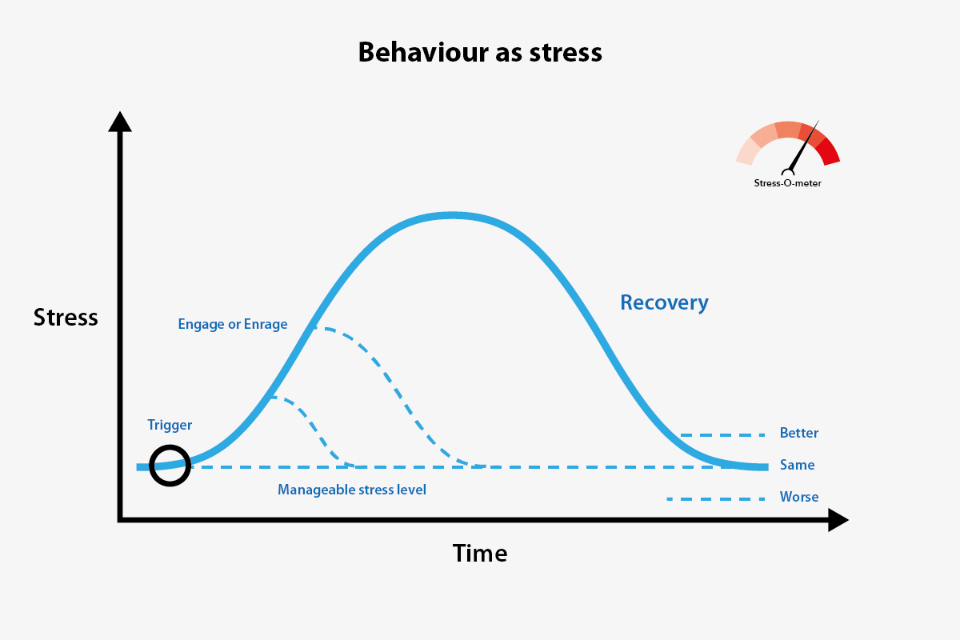 Behaviour as stress
Stress-O-meter
Recovery
Stress
Engage or Enrage
Trigger
Better
Same
Manageable stress level
Worse
Time